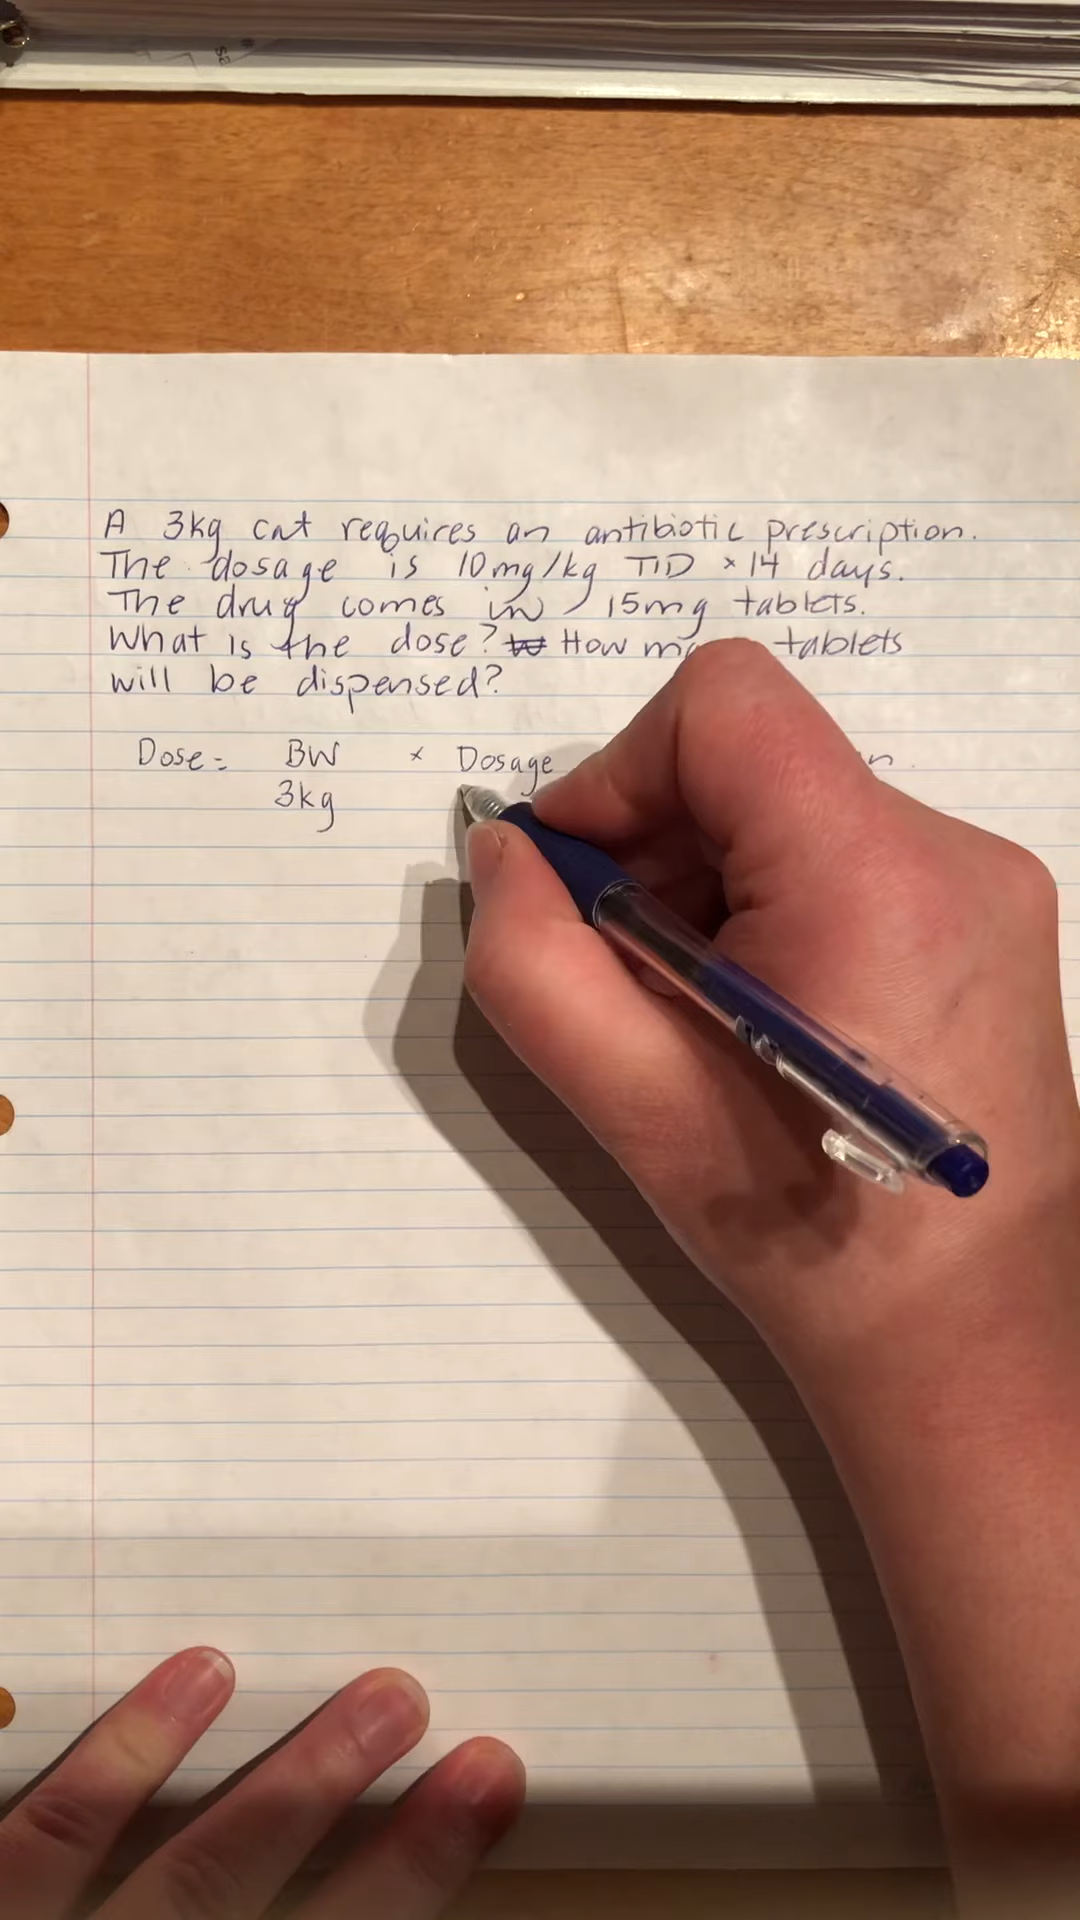 A 3kg cat requires an antibiotic prescription.
The dosage is 10mg/kg TID × 14 days.
The drug comes in 15mg tablets.
What is the dose? How tablets
will be dispensed?
Dose = BW × Dosage
3kg